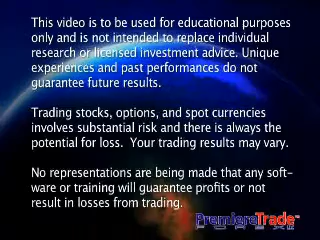 This video is to be used for educational purposes
only and is not intended to replace individual
research or licensed investment advice. Unique
experiences and past performances do not
guarantee future results.
Trading stocks, options, and spot currencies
involves substantial risk and there is always the
potential for loss.  Your trading results may vary.
No representations are being made that any soft-
ware or training will guarantee profits or not
result in losses from trading.
PremiereTrade™